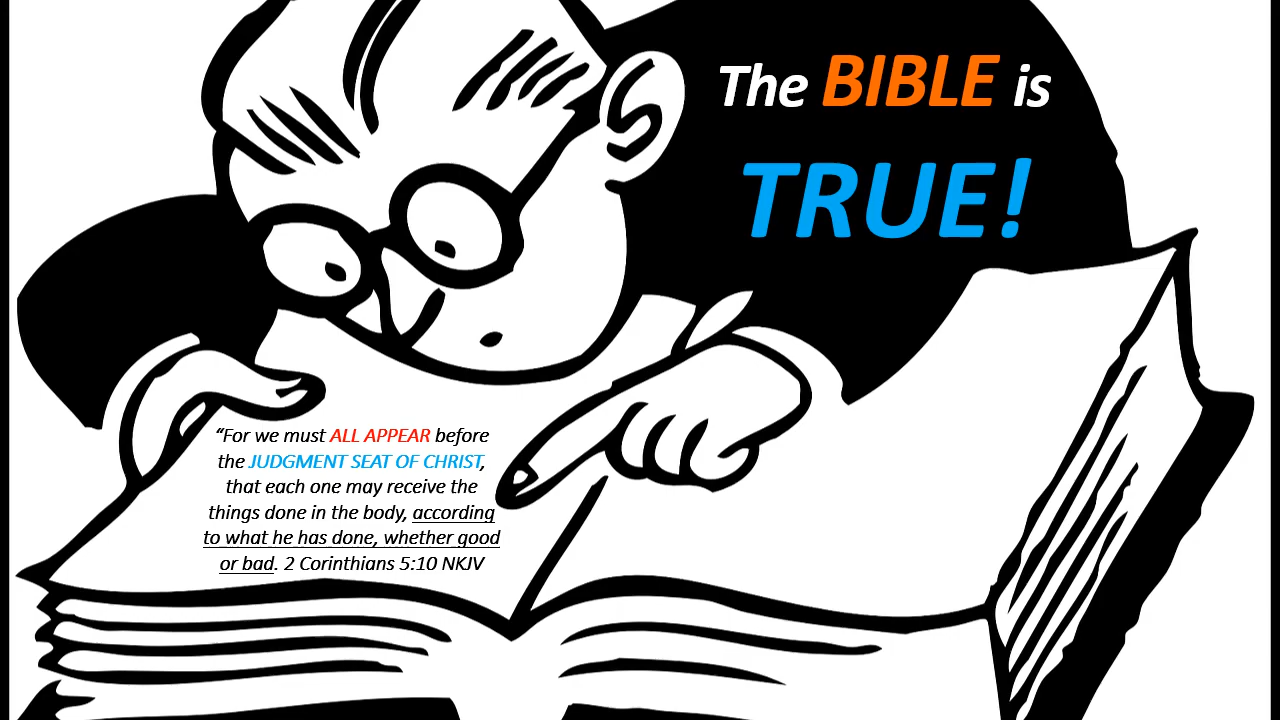 The BIBLE is
TRUE!
“For we must ALL APPEAR before
the JUDGMENT SEAT OF CHRIST,
that each one may receive the
things done in the body, according
to what he has done, whether good
or bad. 2 Corinthians 5:10 NKJV